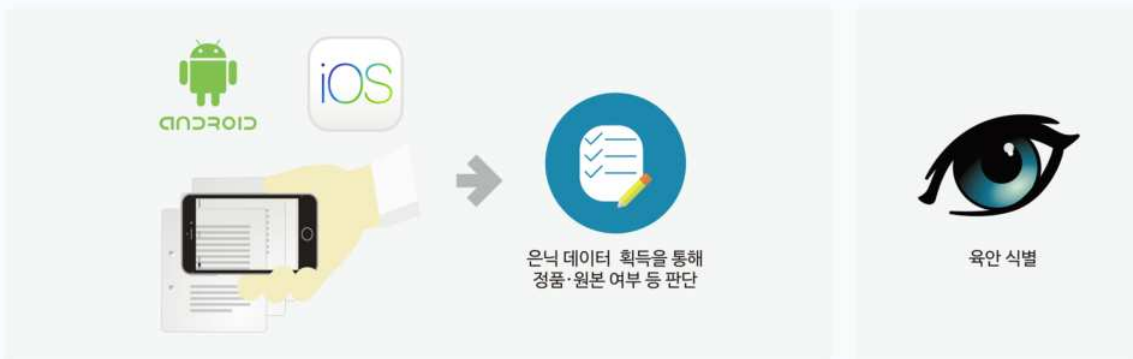 android
iOS
은닉 데이터 획득을 통해
정품·원본 여부 등 판단
육안 식별